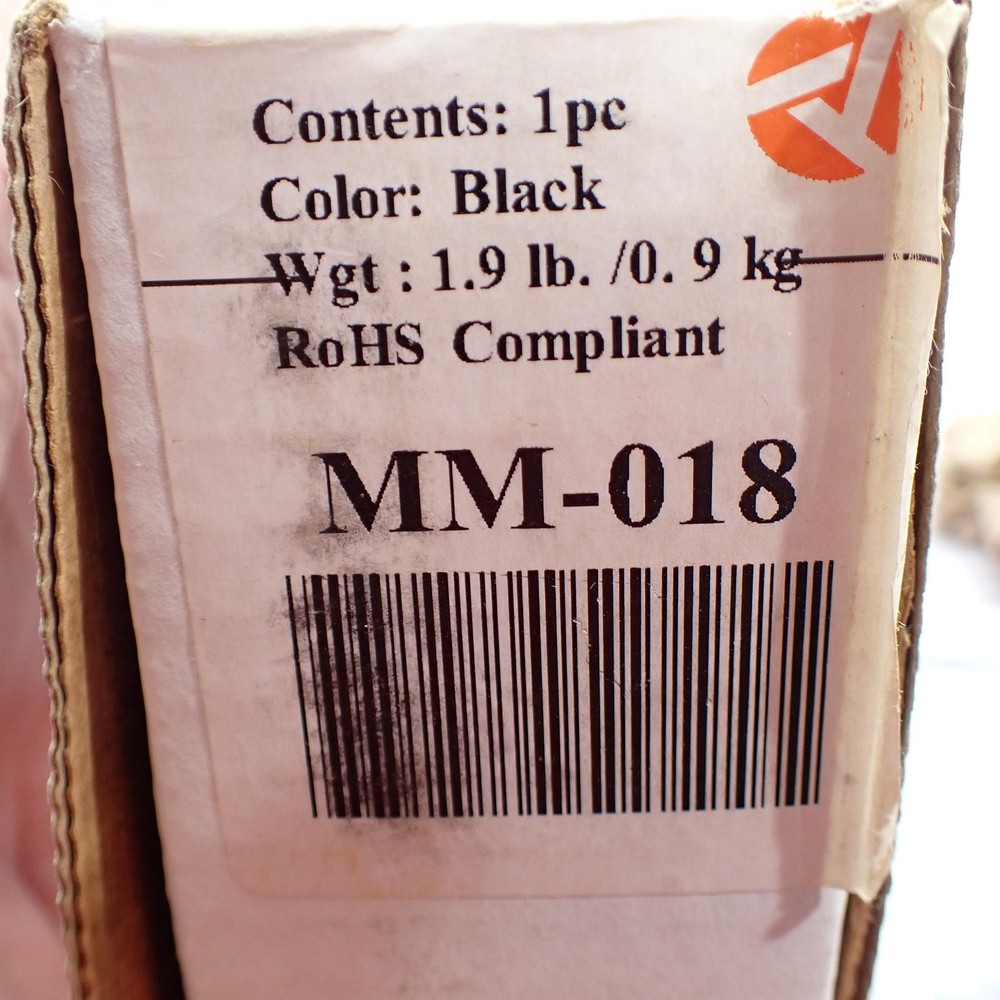 Contents: 1pc
Color: Black
Wgt : 1.9 lb. /0. 9 kg
RoHS Compliant
MM-018